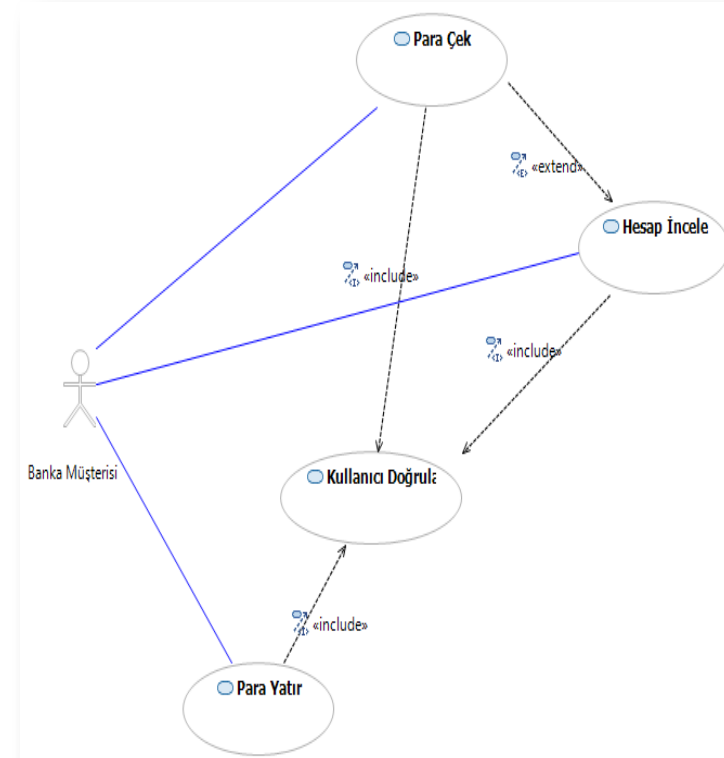 Para Çek
«extend»
Hesap İncele
«include»
«include»
Banka Müşterisi
Kullanıcı Doğrula
«include»
Para Yatır